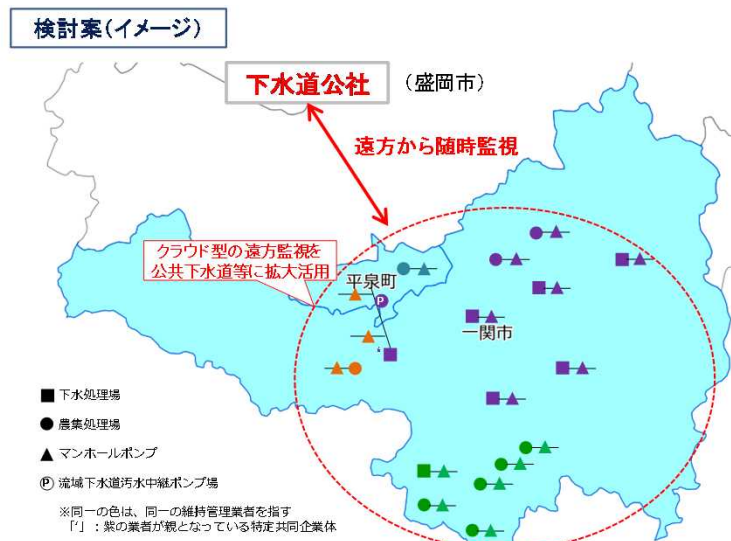 検討案(イメージ)
下水道公社 （盛岡市）
遠方から随時監視
クラウド型の遠方監視を
公共下水道等に拡大活用
平泉町
P
一関市
■ 下水処理場
● 農集処理場
▲ マンホールポンプ
Ⓟ 流域下水道汚水中継ポンプ場
※同一の色は、同一の維持管理業者を指す
「'」：紫の業者が親となっている特定共同企業体